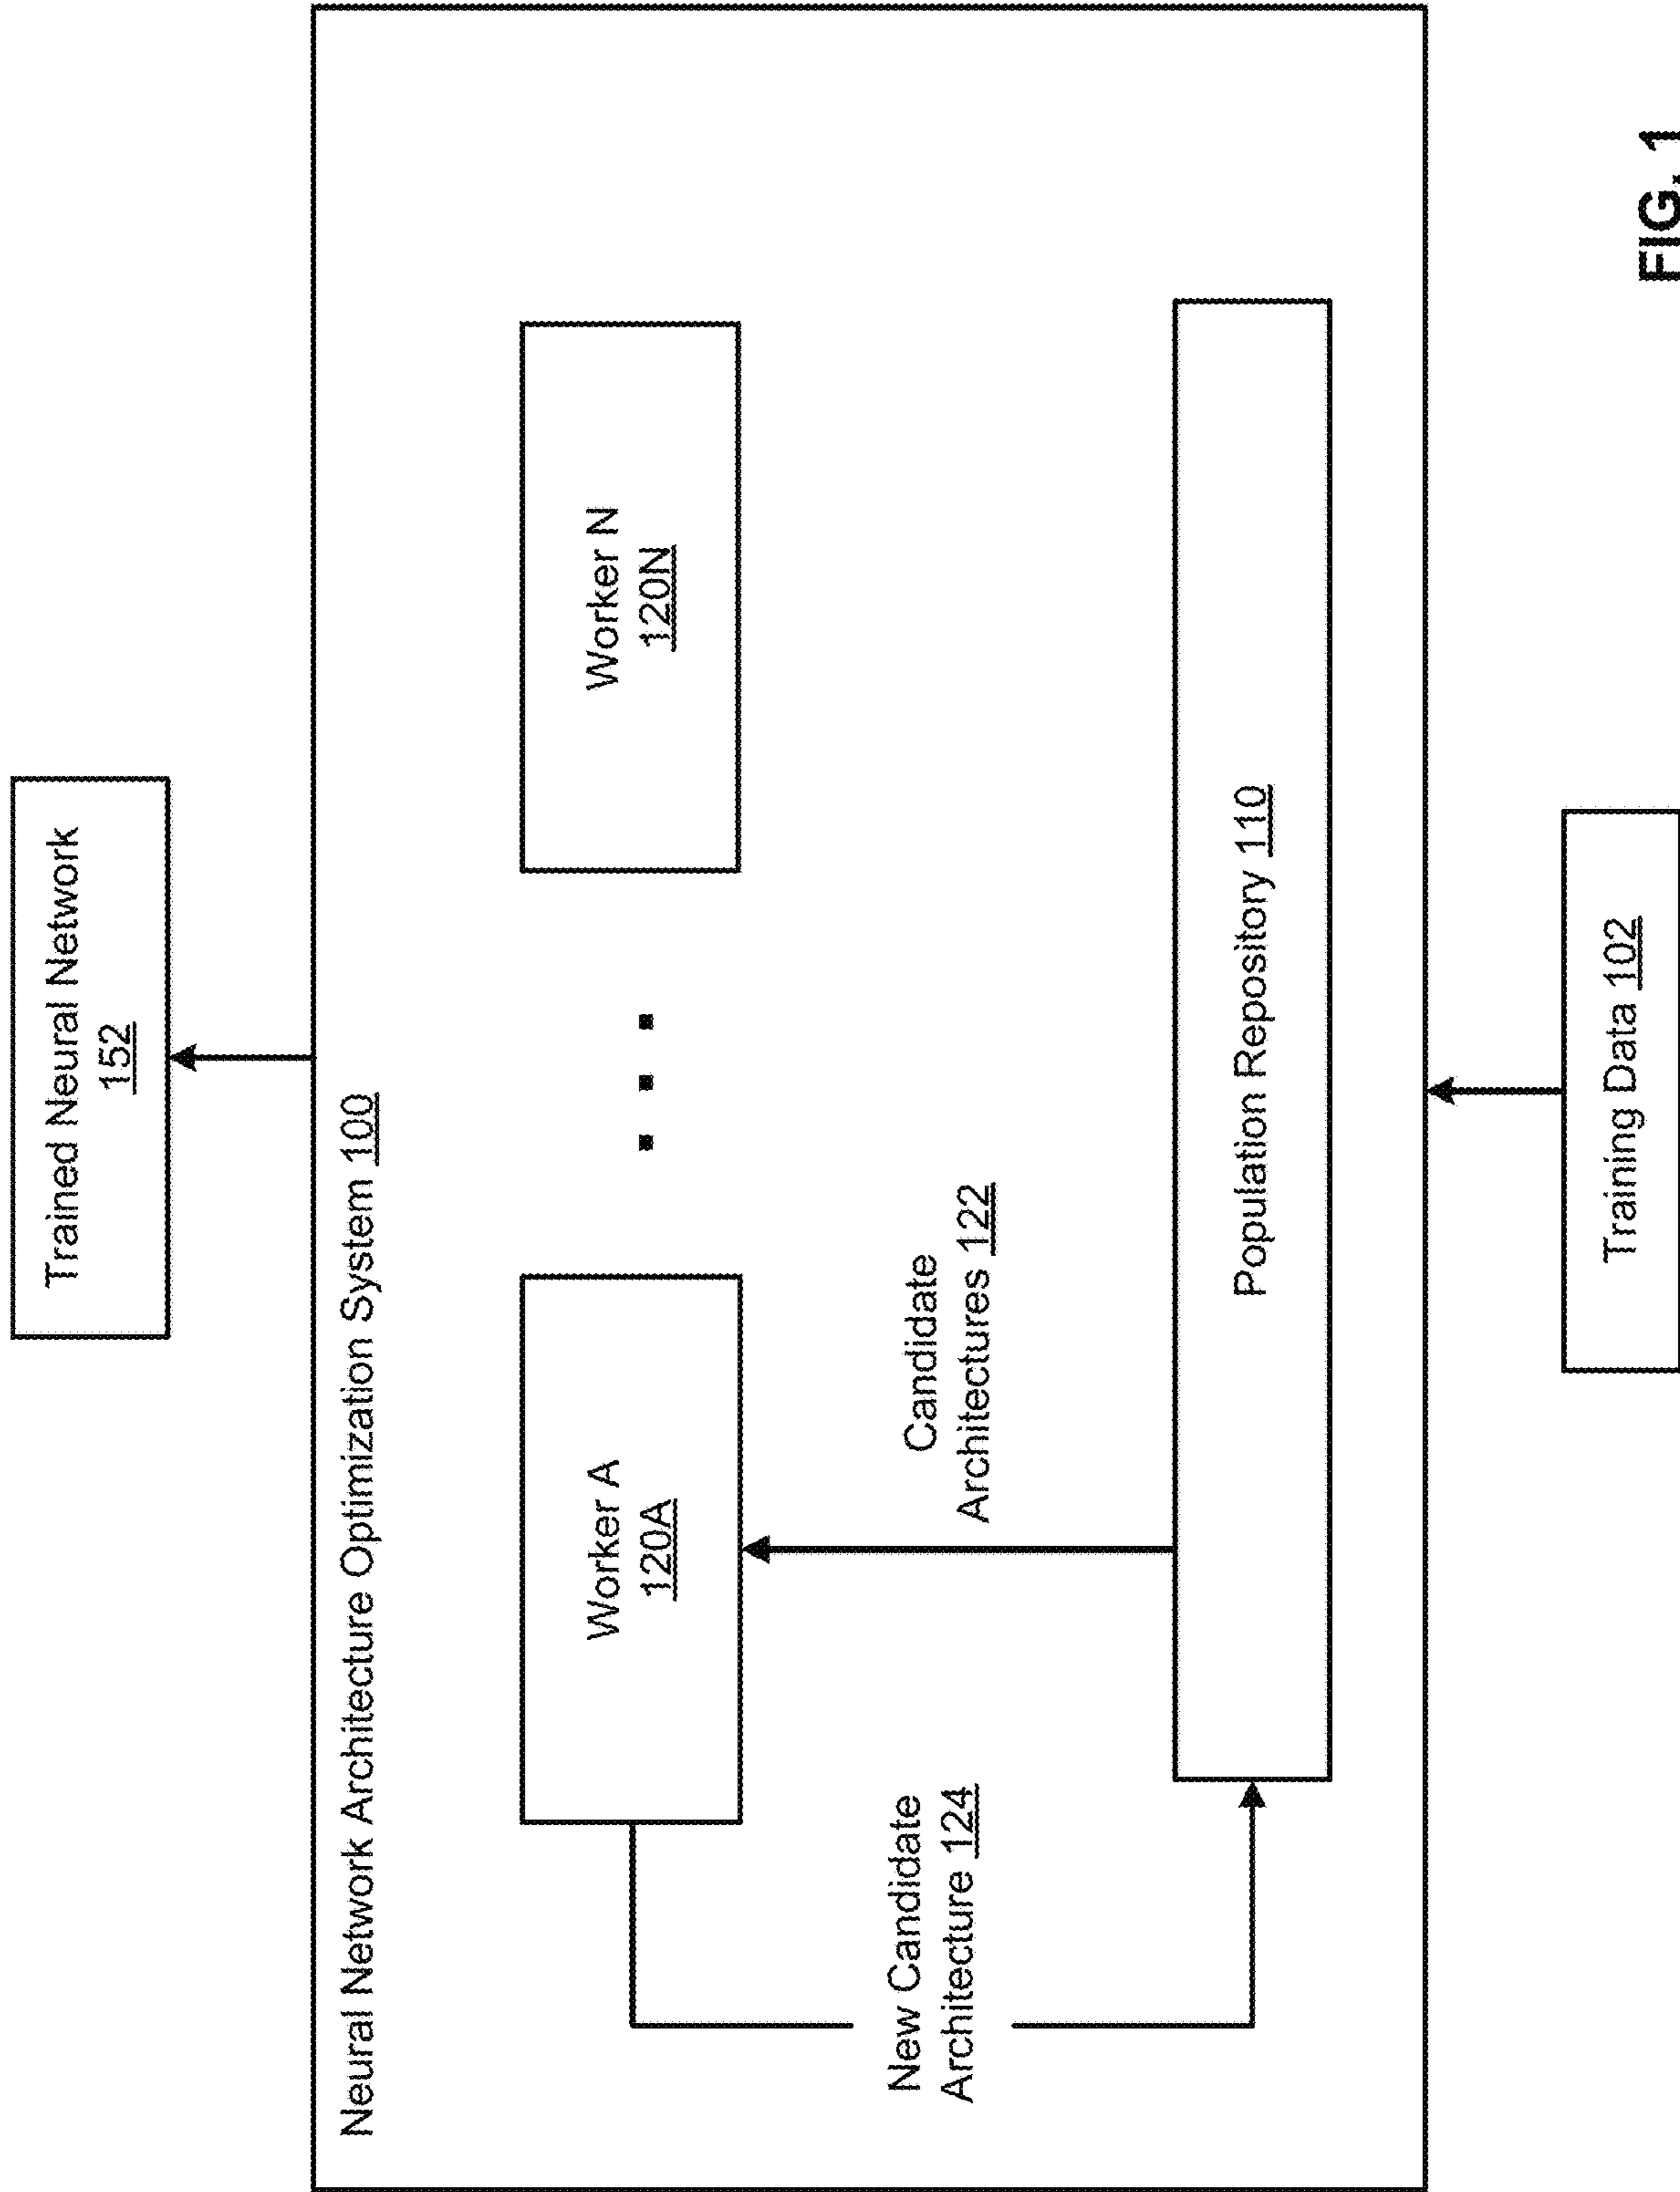 Trained Neural Network
152
Neural Network Architecture Optimization System 100
Worker A
120A
Worker N
120N
New Candidate
Architecture 124
Candidate
Architectures 122
Population Repository 110
Training Data 102
FIG. 1